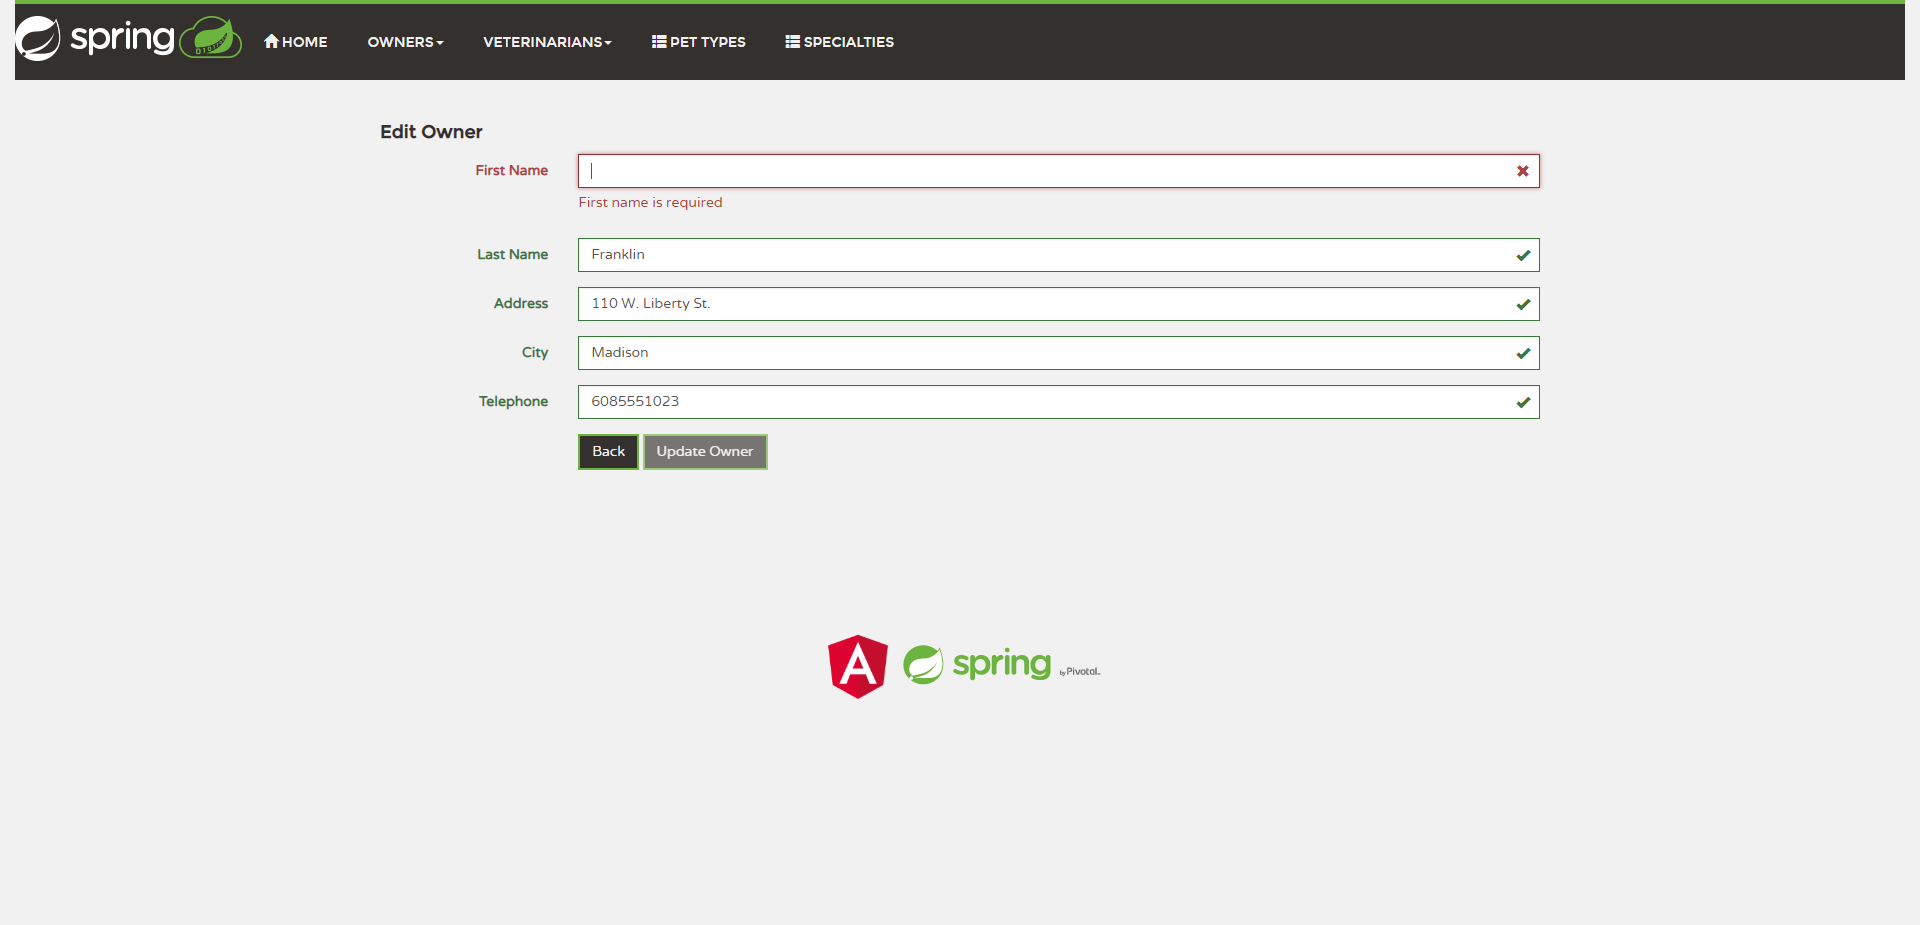 spring HOME OWNERS VETERINARIANS PET TYPES SPECIALTIES
Edit Owner
First Name
First name is required
Last Name Franklin
Address 110 W. Liberty St.
City Madison
Telephone 6085551023
Back Update Owner
A spring by Pivotal